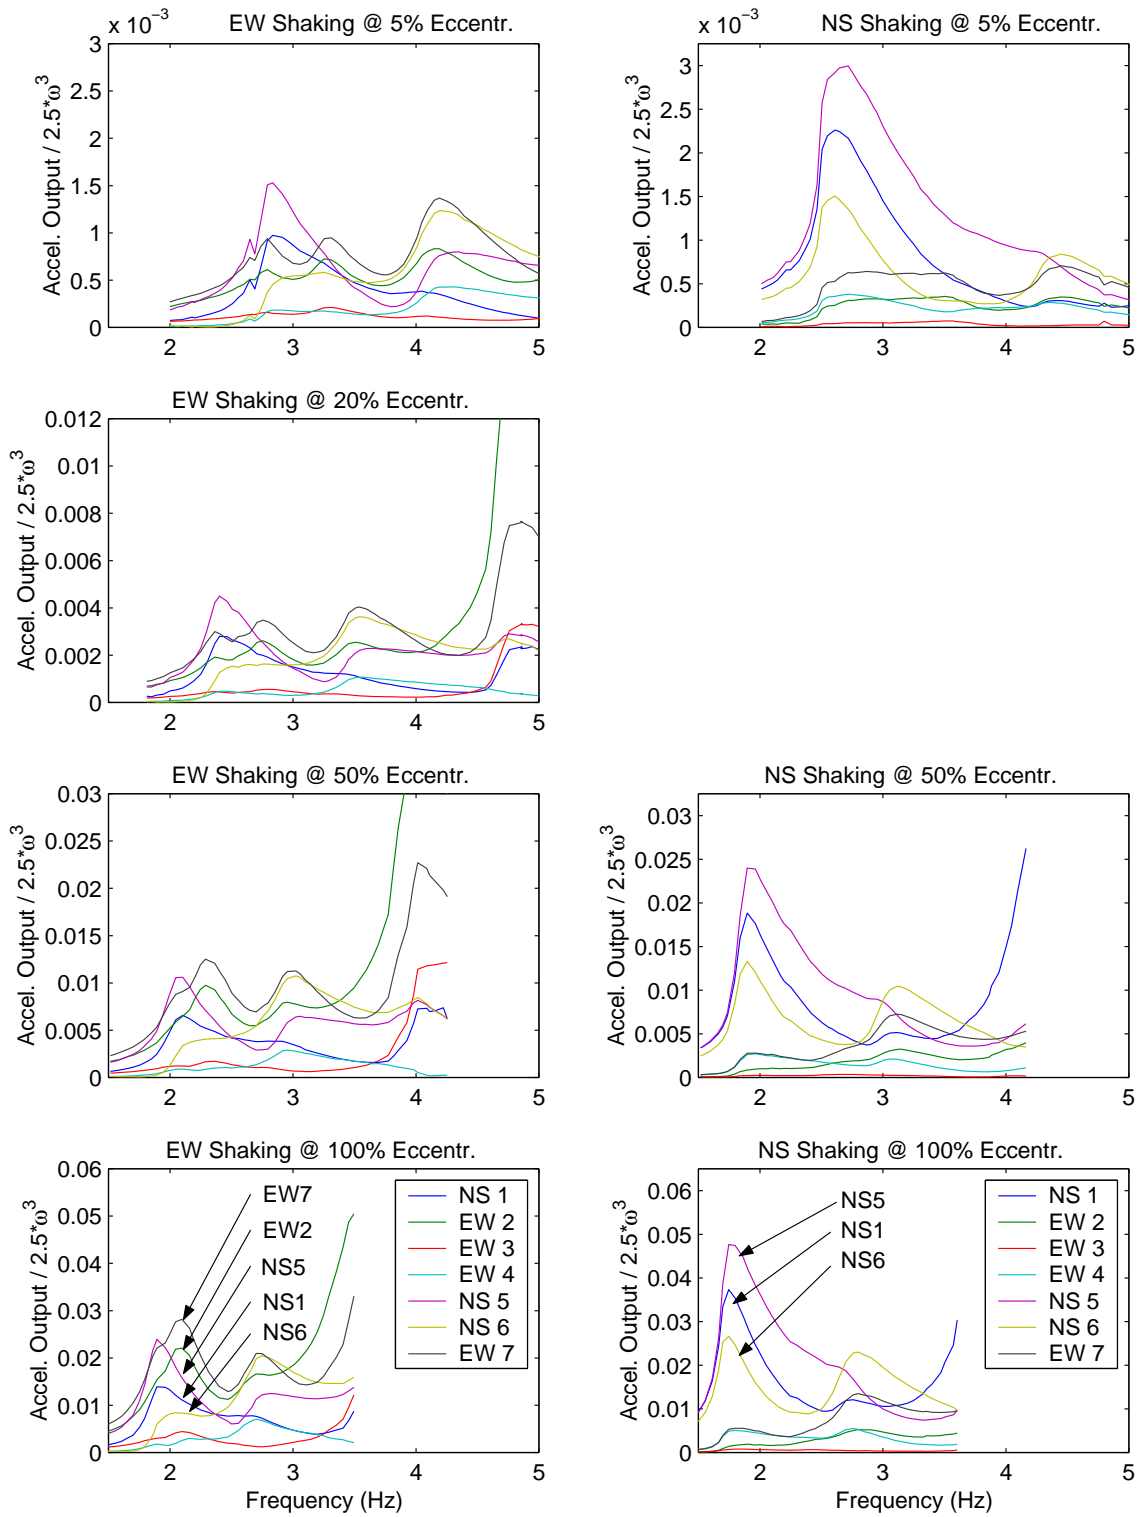 x 10⁻³ EW Shaking @ 5% Eccentr.
3
2.5
2
1.5
1
0.5
0
Accel. Output / 2.5*ω³
2 3 4 5
x 10⁻³ NS Shaking @ 5% Eccentr.
3
2.5
2
1.5
1
0.5
0
Accel. Output / 2.5*ω³
2 3 4 5
EW Shaking @ 20% Eccentr.
0.012
0.01
0.008
0.006
0.004
0.002
0
Accel. Output / 2.5*ω³
2 3 4 5
EW Shaking @ 50% Eccentr.
0.03
0.025
0.02
0.015
0.01
0.005
0
Accel. Output / 2.5*ω³
2 3 4 5
NS Shaking @ 50% Eccentr.
0.03
0.025
0.02
0.015
0.01
0.005
0
Accel. Output / 2.5*ω³
2 3 4 5
EW Shaking @ 100% Eccentr.
0.06
0.05
0.04
0.03
0.02
0.01
0
Accel. Output / 2.5*ω³
EW7
EW2
NS5
NS1
NS6
NS 1
EW 2
EW 3
EW 4
NS 5
NS 6
EW 7
2 3 4 5
Frequency (Hz)
NS Shaking @ 100% Eccentr.
0.06
0.05
0.04
0.03
0.02
0.01
0
Accel. Output / 2.5*ω³
NS5
NS1
NS6
NS 1
EW 2
EW 3
EW 4
NS 5
NS 6
EW 7
2 3 4 5
Frequency (Hz)